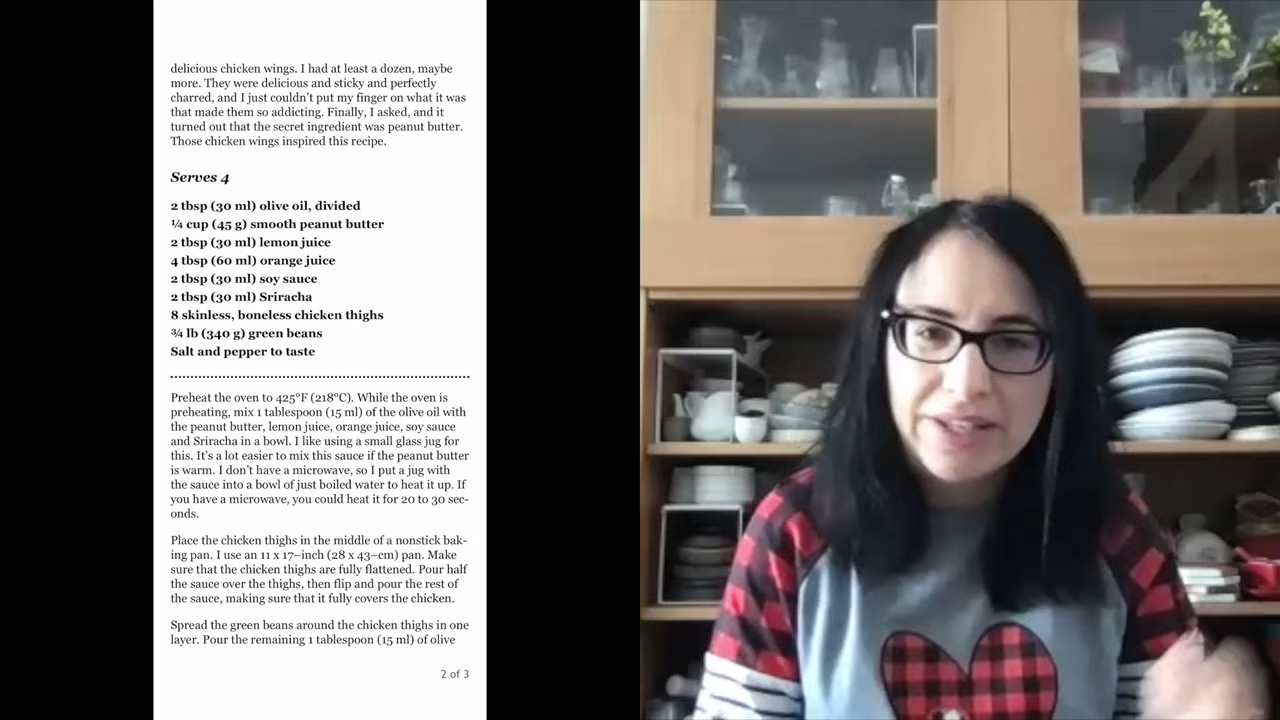 delicious chicken wings. I had at least a dozen, maybe
more. They were delicious and sticky and perfectly
charred, and I just couldn't put my finger on what it was
that made them so addicting. Finally, I asked, and it
turned out that the secret ingredient was peanut butter.
Those chicken wings inspired this recipe.
Serves 4
2 tbsp (30 ml) olive oil, divided
¼ cup (45 g) smooth peanut butter
2 tbsp (30 ml) lemon juice
4 tbsp (60 ml) orange juice
2 tbsp (30 ml) soy sauce
2 tbsp (30 ml) Sriracha
8 skinless, boneless chicken thighs
¾ lb (340 g) green beans
Salt and pepper to taste
Preheat the oven to 425°F (218°C). While the oven is
preheating, mix 1 tablespoon (15 ml) of the olive oil with
the peanut butter, lemon juice, orange juice, soy sauce
and Sriracha in a bowl. I like using a small glass jug for
this. It's a lot easier to mix this sauce if the peanut butter
is warm. I don't have a microwave, so I put a jug with
the sauce into a bowl of just boiled water to heat it up. If
you have a microwave, you could heat it for 20 to 30 sec-
onds.
Place the chicken thighs in the middle of a nonstick bak-
ing pan. I use an 11 x 17–inch (28 x 43–cm) pan. Make
sure that the chicken thighs are fully flattened. Pour half
the sauce over the thighs, then flip and pour the rest of
the sauce, making sure that it fully covers the chicken.
Spread the green beans around the chicken thighs in one
layer. Pour the remaining 1 tablespoon (15 ml) of olive
2 of 3